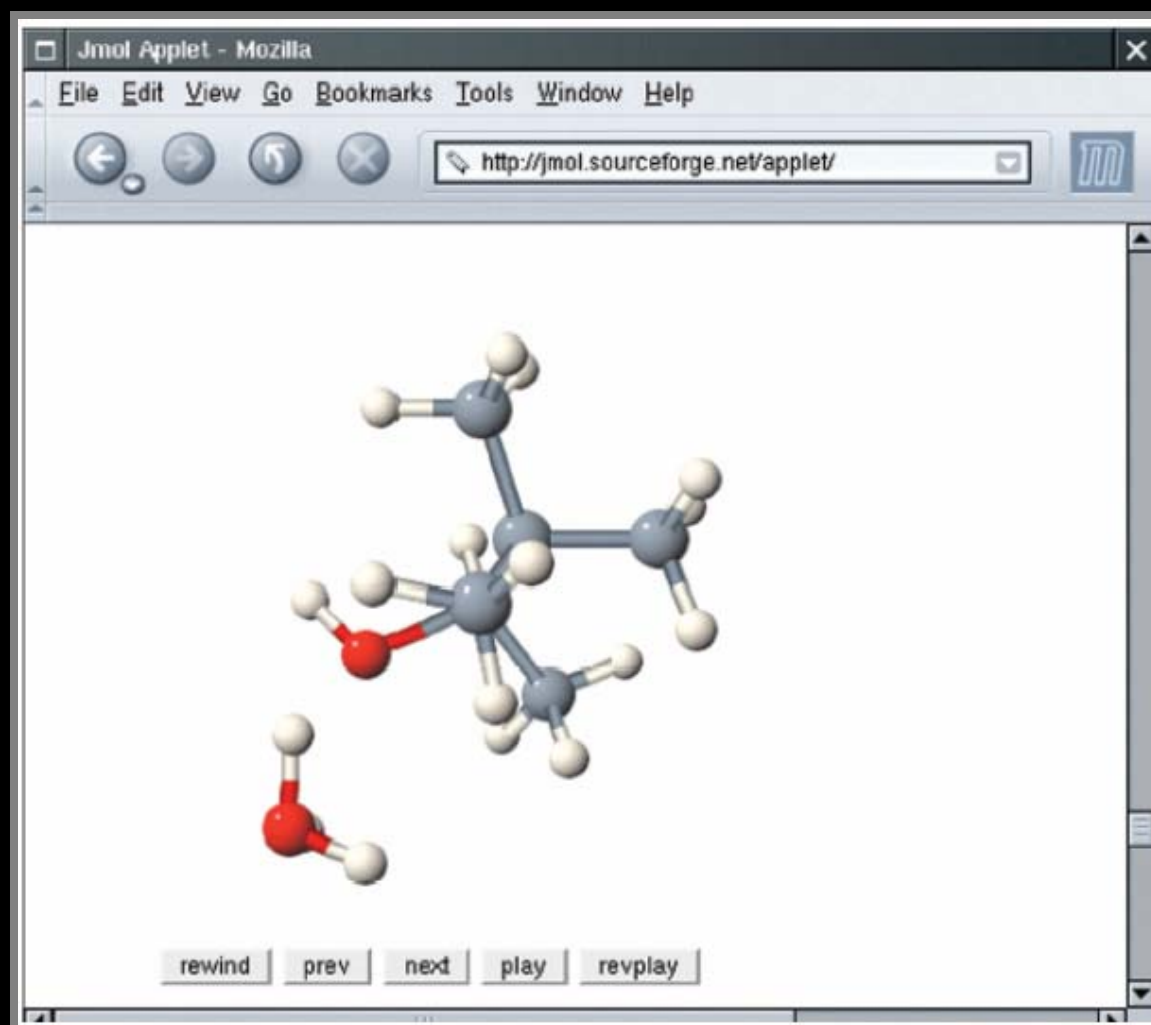 Jmol Applet - Mozilla
File Edit View Go Bookmarks Tools Window Help
http://jmol.sourceforge.net/applet/
m
rewind prev next play revplay